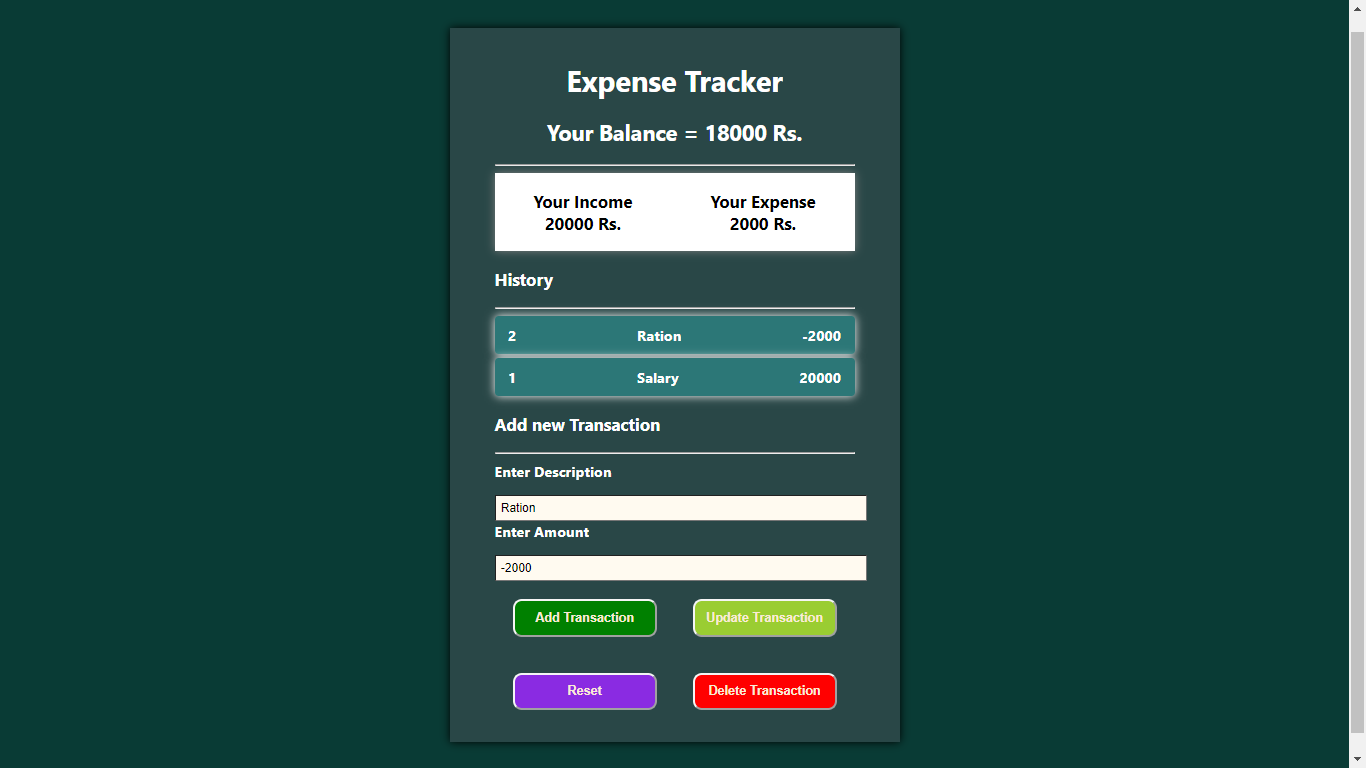 Expense Tracker
Your Balance = 18000 Rs.
Your Income Your Expense
20000 Rs. 2000 Rs.
History
2 Ration -2000
1 Salary 20000
Add new Transaction
Enter Description
Ration
Enter Amount
-2000
Add Transaction Update Transaction
Reset Delete Transaction